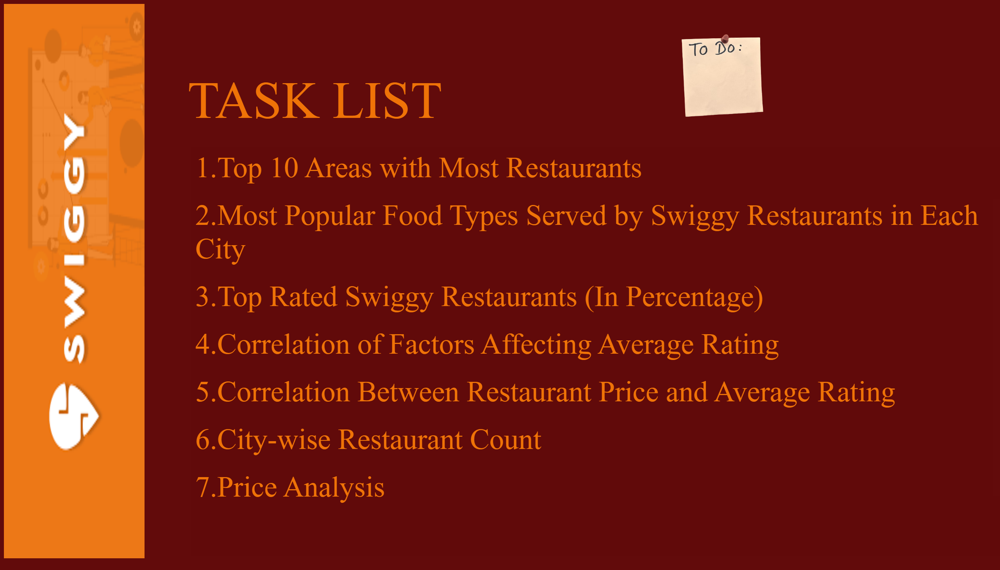 SWIGGY
To Do:
TASK LIST
1.Top 10 Areas with Most Restaurants
2.Most Popular Food Types Served by Swiggy Restaurants in Each
City
3.Top Rated Swiggy Restaurants (In Percentage)
4.Correlation of Factors Affecting Average Rating
5.Correlation Between Restaurant Price and Average Rating
6.City-wise Restaurant Count
7.Price Analysis